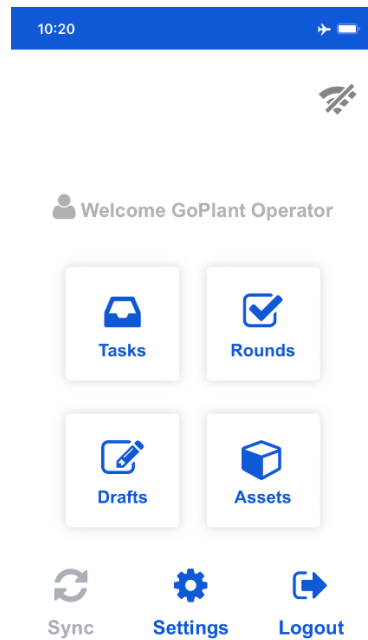 10:20
Welcome GoPlant Operator
Tasks Rounds
Drafts Assets
Sync Settings Logout